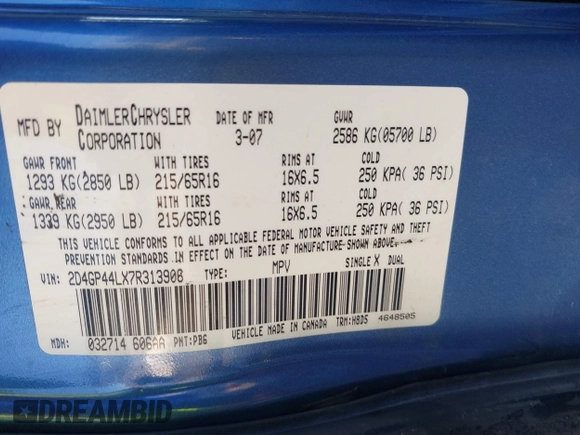 MFD BY DAIMLERCHRYSLER CORPORATION DATE OF MFR 3-07 GVWR 2586 KG(05700 LB)
GAWR FRONT WITH TIRES RIMS AT COLD
1293 KG(2850 LB) 215/65R16 16X6.5 250 KPA( 36 PSI)
GAWR REAR WITH TIRES RIMS AT COLD
1339 KG(2950 LB) 215/65R16 16X6.5 250 KPA( 36 PSI)
THIS VEHICLE CONFORMS TO ALL APPLICABLE FEDERAL MOTOR VEHICLE SAFETY AND THEFT
PREVENTION STANDARDS IN EFFECT ON THE DATE OF MANUFACTURE SHOWN ABOVE.
VIN: 2D4GP44LX7R313908 TYPE: MPV SINGLE X DUAL
VEHICLE MADE IN CANADA 4648505
MDH: 032714 606AA PNT:PB6 TRM:H8D5
DREAMBID